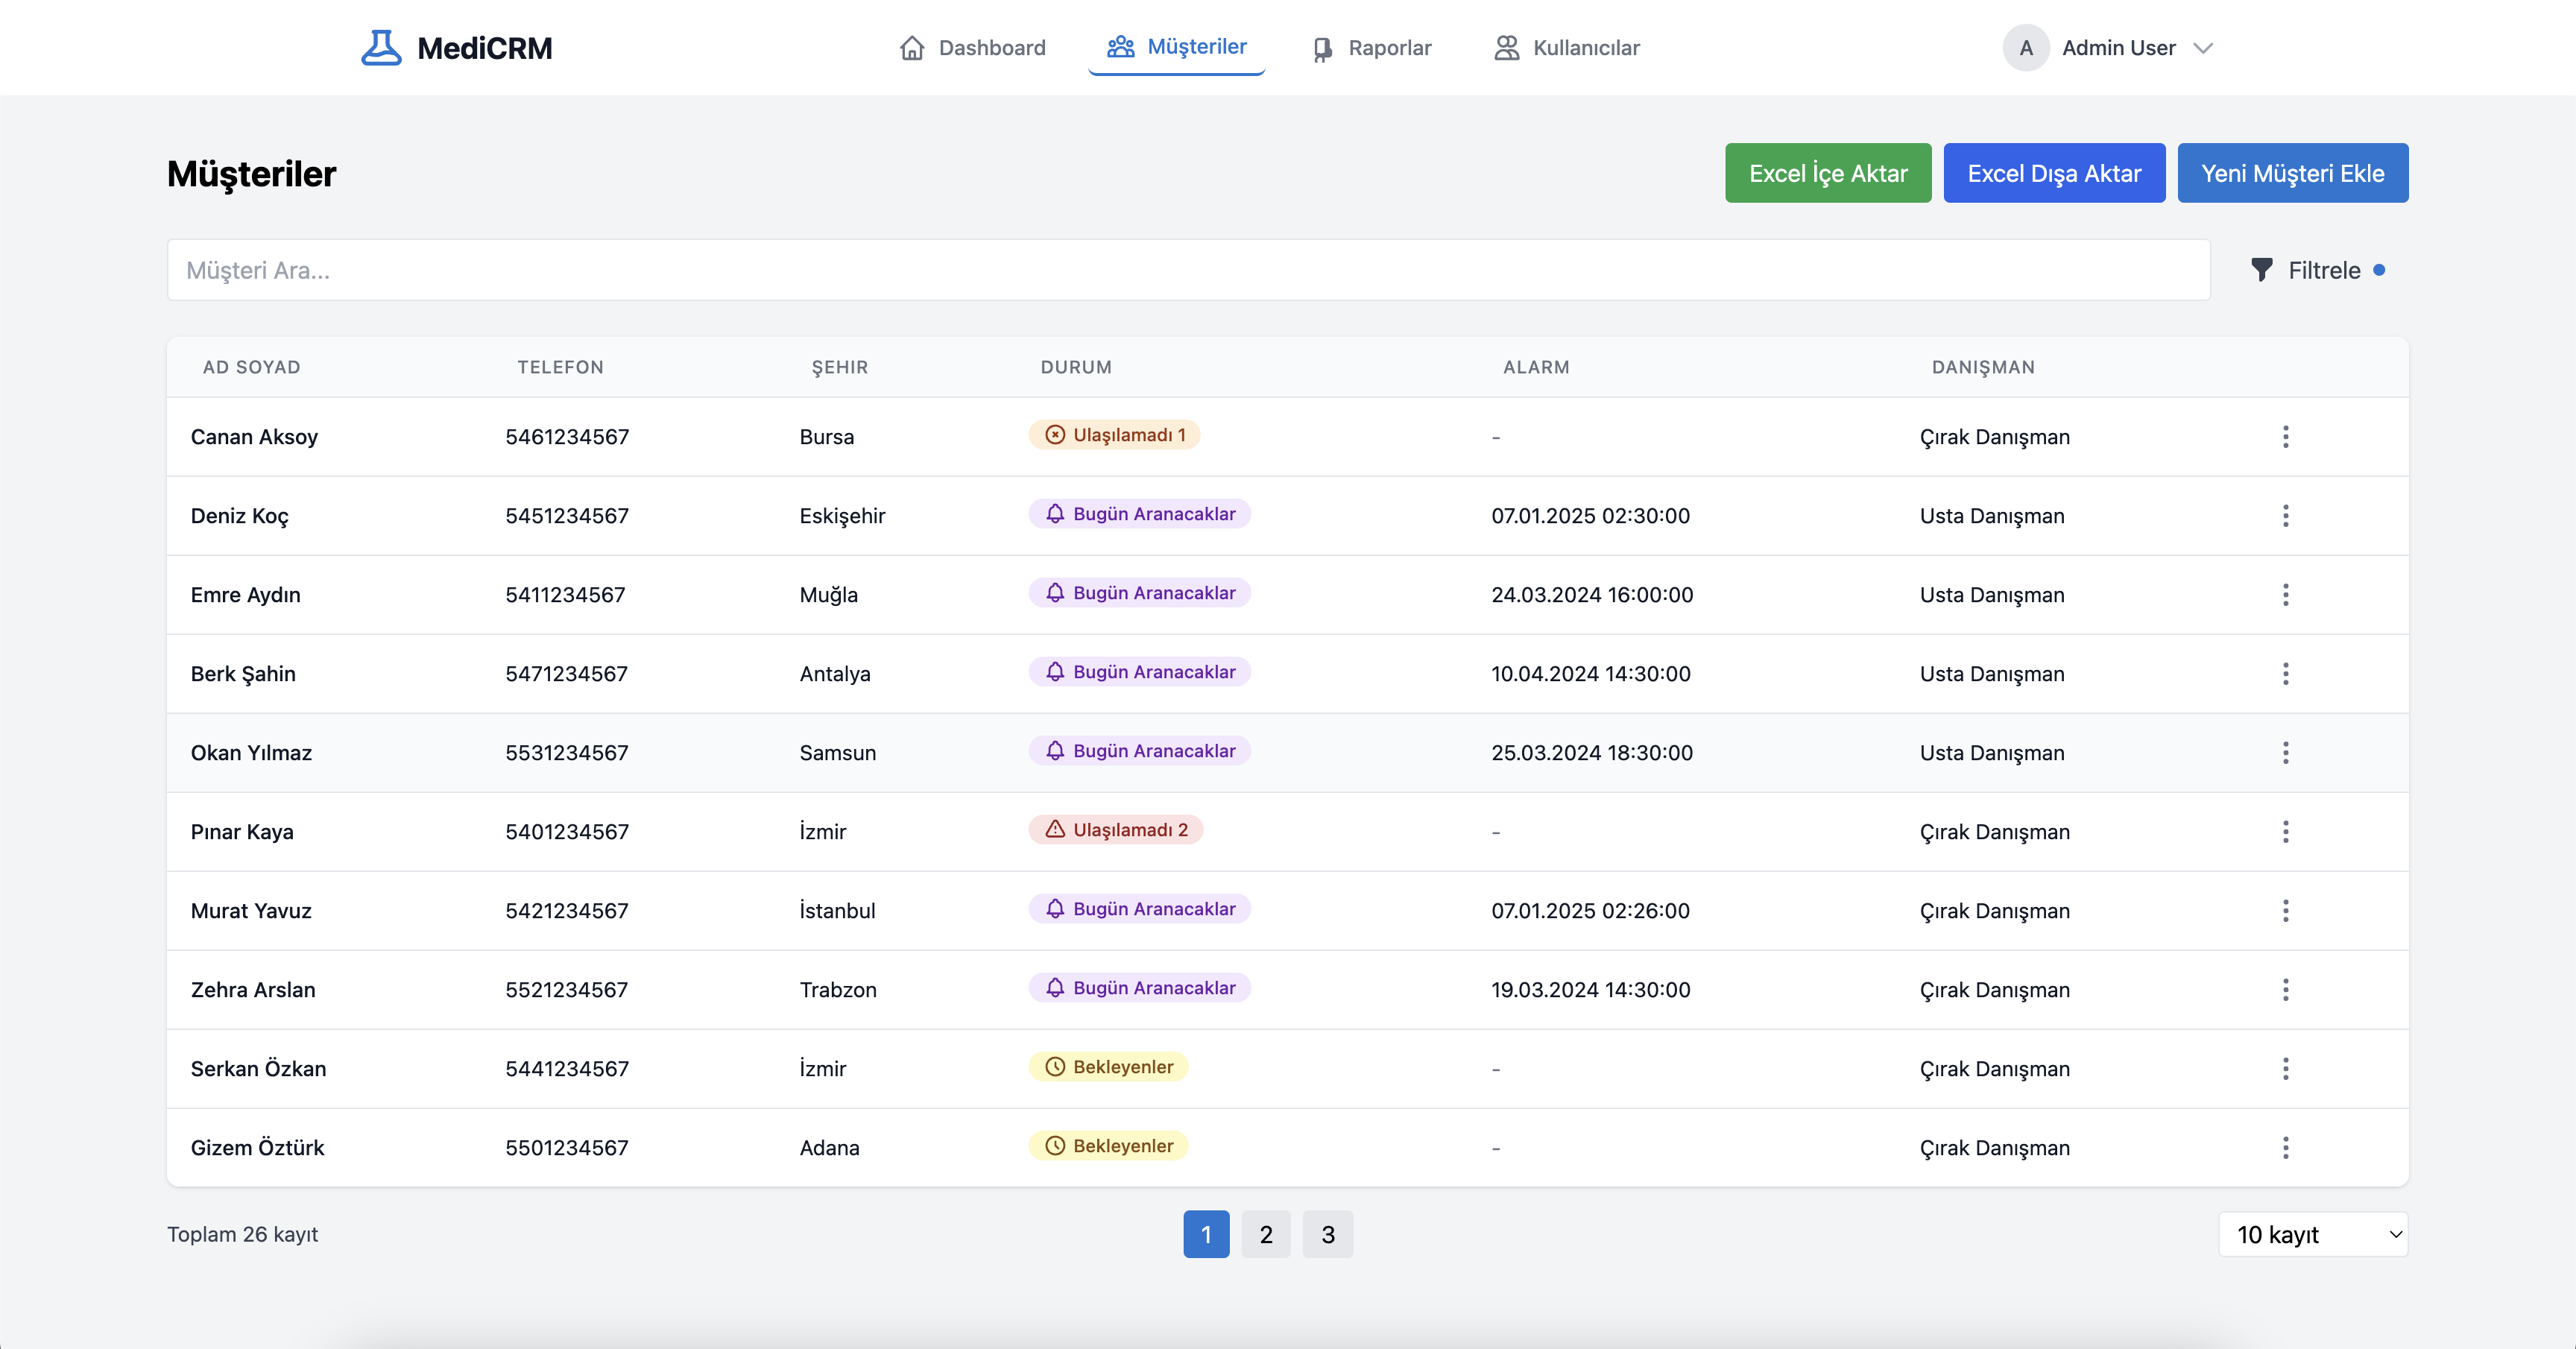 MediCRM Dashboard Müşteriler Raporlar Kullanıcılar A Admin User
Müşteriler Excel İçe Aktar Excel Dışa Aktar Yeni Müşteri Ekle
Müşteri Ara... Filtrele
AD SOYAD TELEFON ŞEHIR DURUM ALARM DANIŞMAN
Canan Aksoy 5461234567 Bursa Ulaşılamadı 1 - Çırak Danışman
Deniz Koç 5451234567 Eskişehir Bugün Aranacaklar 07.01.2025 02:30:00 Usta Danışman
Emre Aydın 5411234567 Muğla Bugün Aranacaklar 24.03.2024 16:00:00 Usta Danışman
Berk Şahin 5471234567 Antalya Bugün Aranacaklar 10.04.2024 14:30:00 Usta Danışman
Okan Yılmaz 5531234567 Samsun Bugün Aranacaklar 25.03.2024 18:30:00 Usta Danışman
Pınar Kaya 5401234567 İzmir Ulaşılamadı 2 - Çırak Danışman
Murat Yavuz 5421234567 İstanbul Bugün Aranacaklar 07.01.2025 02:26:00 Çırak Danışman
Zehra Arslan 5521234567 Trabzon Bugün Aranacaklar 19.03.2024 14:30:00 Çırak Danışman
Serkan Özkan 5441234567 İzmir Bekleyenler - Çırak Danışman
Gizem Öztürk 5501234567 Adana Bekleyenler - Çırak Danışman
Toplam 26 kayıt 1 2 3 10 kayıt